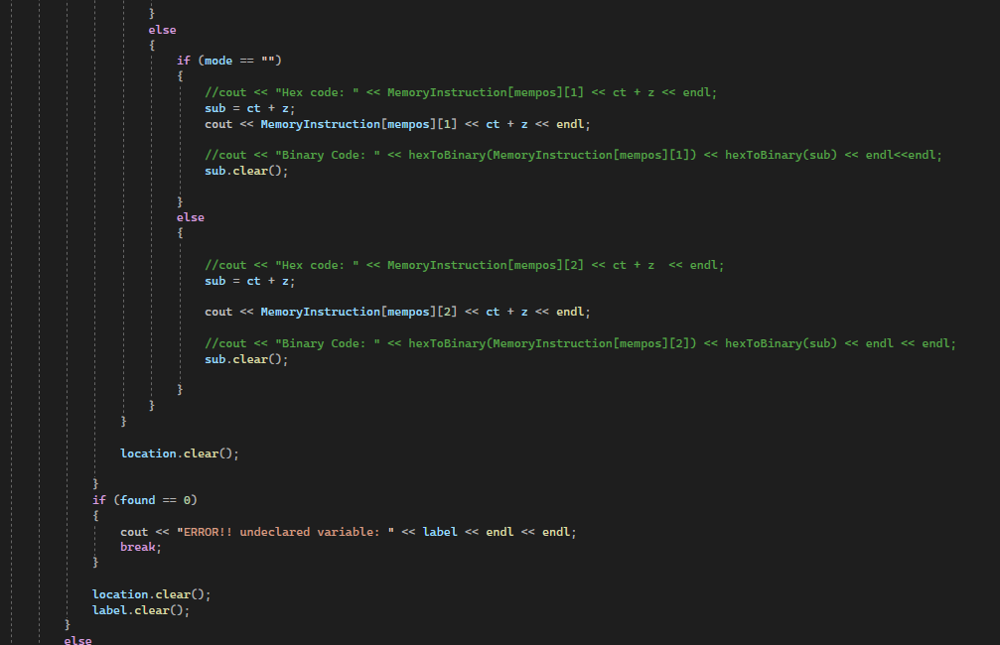 }
else
{
if (mode == "")
{
//cout << "Hex code: " << MemoryInstruction[mempos][1] << ct + z << endl;
sub = ct + z;
cout << MemoryInstruction[mempos][1] << ct + z << endl;
//cout << "Binary Code: " << hexToBinary(MemoryInstruction[mempos][1]) << hexToBinary(sub) << endl<<endl;
sub.clear();
}
else
{
//cout << "Hex code: " << MemoryInstruction[mempos][2] << ct + z  << endl;
sub = ct + z;
cout << MemoryInstruction[mempos][2] << ct + z << endl;
//cout << "Binary Code: " << hexToBinary(MemoryInstruction[mempos][2]) << hexToBinary(sub) << endl << endl;
sub.clear();
}
}
}
location.clear();
}
if (found == 0)
{
cout << "ERROR!! undeclared variable: " << label << endl << endl;
break;
}
location.clear();
label.clear();
}
else